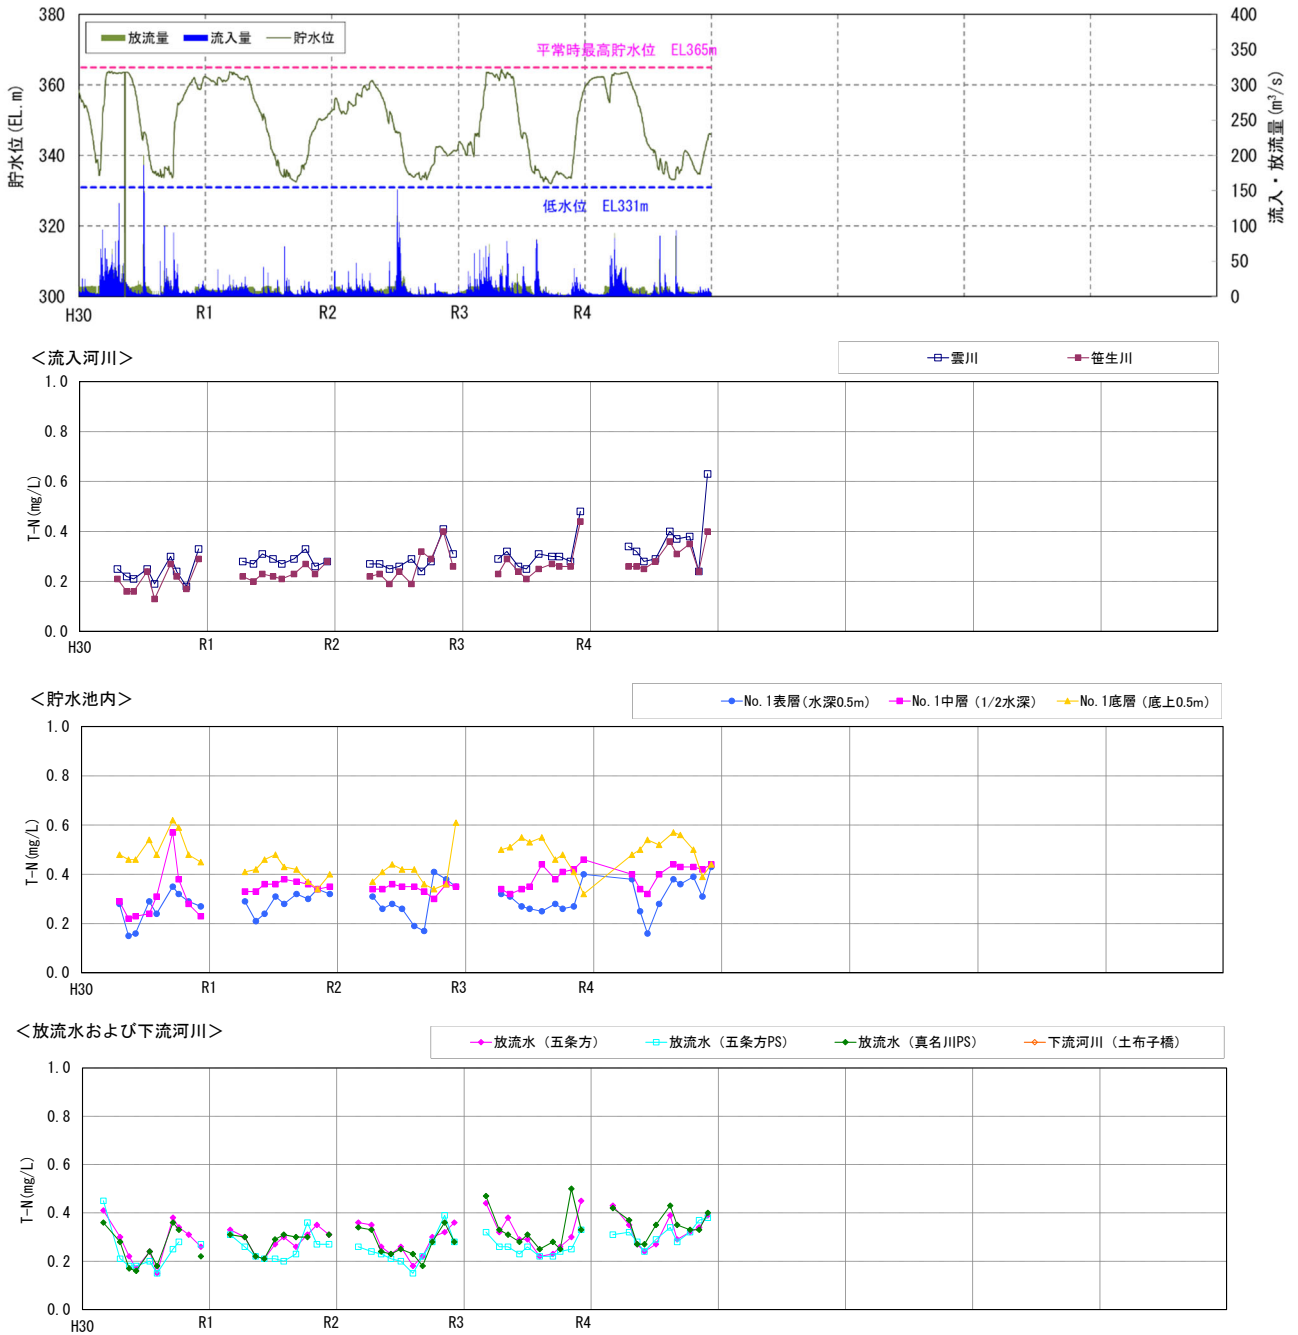 380
360
340
320
300
貯水位(EL.m)
放流量 流入量 貯水位
平常時最高貯水位 EL365m
低水位 EL331m
400
350
300
250
200
150
100
50
0
流入・放流量(m³/s)
H30 R1 R2 R3 R4
＜流入河川＞
雲川 笹生川
1.0
0.8
0.6
0.4
0.2
0.0
T-N(mg/L)
H30 R1 R2 R3 R4
＜貯水池内＞
No.1表層(水深0.5m) No.1中層（1/2水深） No.1底層（底上0.5m）
1.0
0.8
0.6
0.4
0.2
0.0
T-N(mg/L)
H30 R1 R2 R3 R4
＜放流水および下流河川＞
放流水（五条方） 放流水（五条方PS） 放流水（真名川PS） 下流河川（土布子橋）
1.0
0.8
0.6
0.4
0.2
0.0
T-N(mg/L)
H30 R1 R2 R3 R4